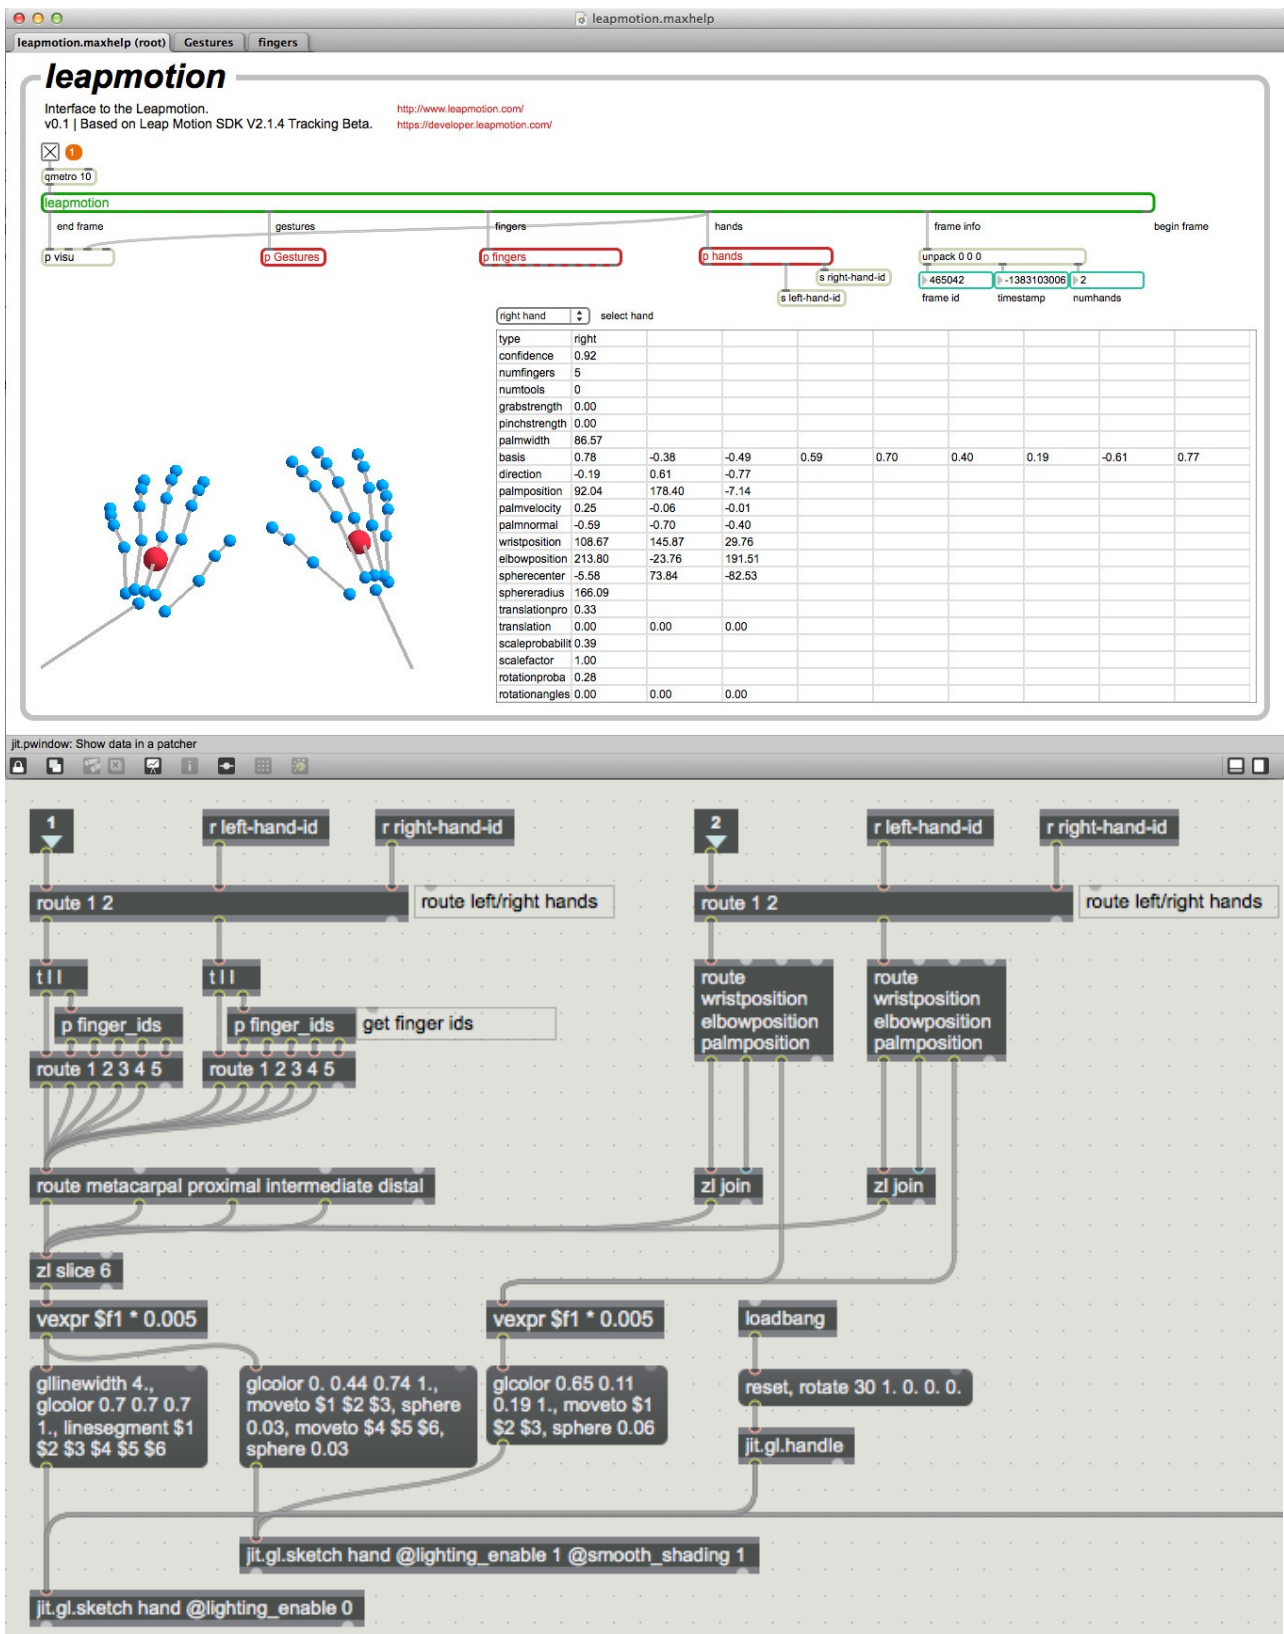 leapmotion.maxhelp
leapmotion.maxhelp (root) Gestures fingers
leapmotion
Interface to the Leapmotion. http://www.leapmotion.com/
v0.1 | Based on Leap Motion SDK V2.1.4 Tracking Beta. https://developer.leapmotion.com/
1
qmetro 10
leapmotion
end frame gestures fingers hands frame info begin frame
p visu p Gestures p fingers p hands unpack 0 0 0
s right-hand-id 465042 -1383103006 2
s left-hand-id frame id timestamp numhands
right hand select hand
type right
confidence 0.92
numfingers 5
numtools 0
grabstrength 0.00
pinchstrength 0.00
palmwidth 86.57
basis 0.78 -0.38 -0.49 0.59 0.70 0.40 0.19 -0.61 0.77
direction -0.19 0.61 -0.77
palmposition 92.04 178.40 -7.14
palmvelocity 0.25 -0.06 -0.01
palmnormal -0.59 -0.70 -0.40
wristposition 108.67 145.87 29.76
elbowposition 213.80 -23.76 191.51
spherecenter -5.58 73.84 -82.53
sphereradius 166.09
translationpro 0.33
translation 0.00 0.00 0.00
scaleprobabilit 0.39
scalefactor 1.00
rotationproba 0.28
rotationangles 0.00 0.00 0.00
jit.pwindow: Show data in a patcher
1 r left-hand-id r right-hand-id 2 r left-hand-id r right-hand-id
route 1 2 route left/right hands route 1 2 route left/right hands
t l l t l l
p finger_ids p finger_ids get finger ids
route 1 2 3 4 5 route 1 2 3 4 5
route
wristposition
elbowposition
palmposition
route
wristposition
elbowposition
palmposition
route metacarpal proximal intermediate distal zl join zl join
zl slice 6
vexpr $f1 * 0.005 vexpr $f1 * 0.005 loadbang
gllinewidth 4.,
glcolor 0.7 0.7 0.7
1., linesegment $1
$2 $3 $4 $5 $6
glcolor 0. 0.44 0.74 1.,
moveto $1 $2 $3, sphere
0.03, moveto $4 $5 $6,
sphere 0.03
glcolor 0.65 0.11
0.19 1., moveto $1
$2 $3, sphere 0.06
reset, rotate 30 1. 0. 0. 0.
jit.gl.handle
jit.gl.sketch hand @lighting_enable 1 @smooth_shading 1
jit.gl.sketch hand @lighting_enable 0